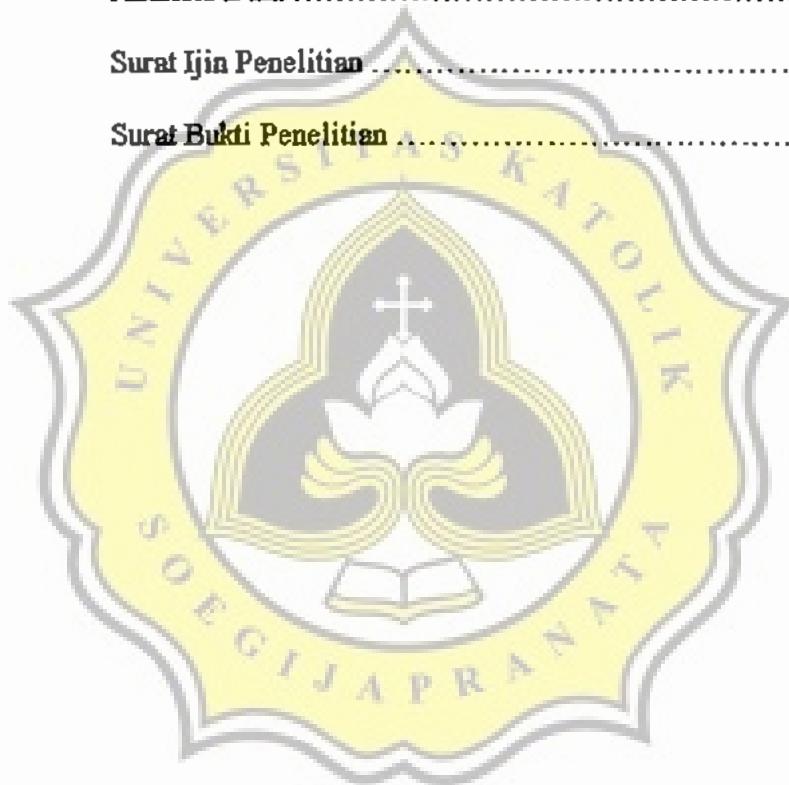 Surat Ijin Penelitian ........................................
Surat Bukti Penelitian ......................................
UNIVERSITAS KATOLIK
SOEGIJAPRANATA